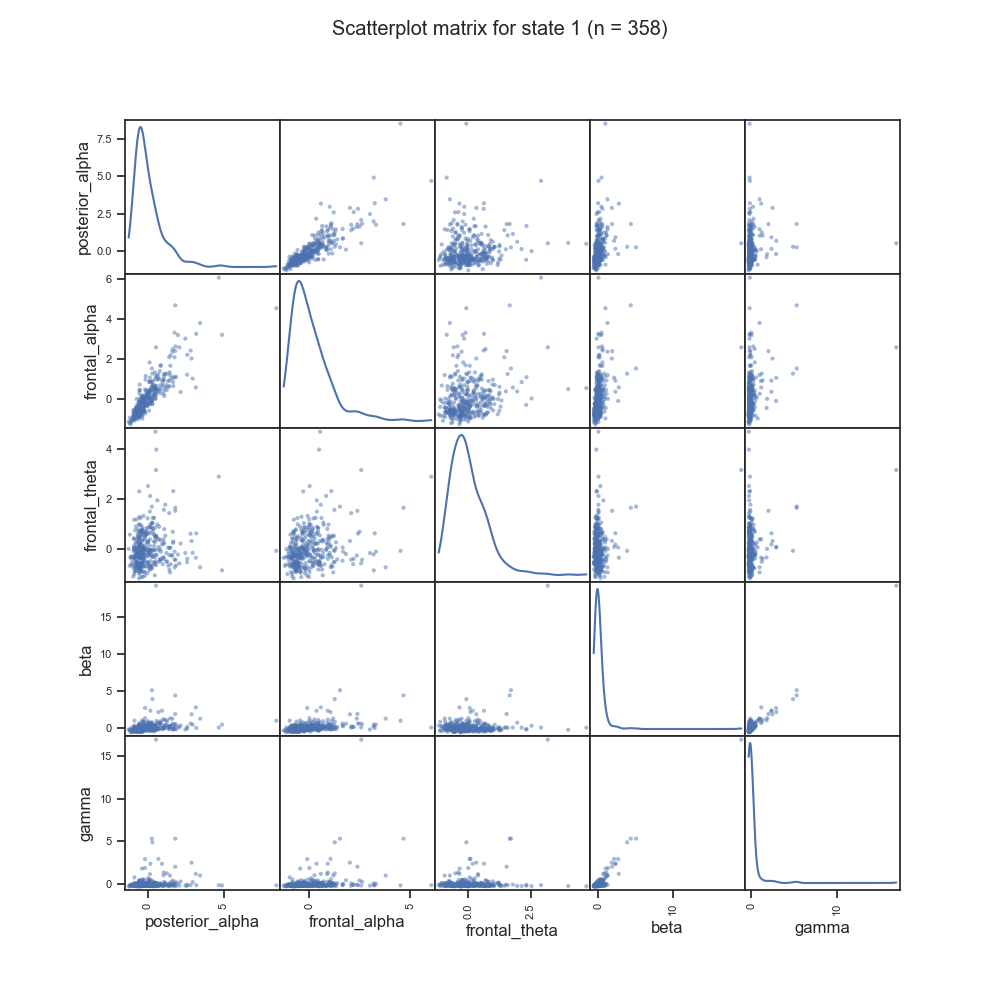 Scatterplot matrix for state 1 (n = 358)
posterior_alpha
7.5
5.0
2.5
0.0
frontal_alpha
6
4
2
0
frontal_theta
4
2
0
beta
15
10
5
0
gamma
15
10
5
0
0 5 0 5 0.0 2.5 0 10 0 10
posterior_alpha frontal_alpha frontal_theta beta gamma